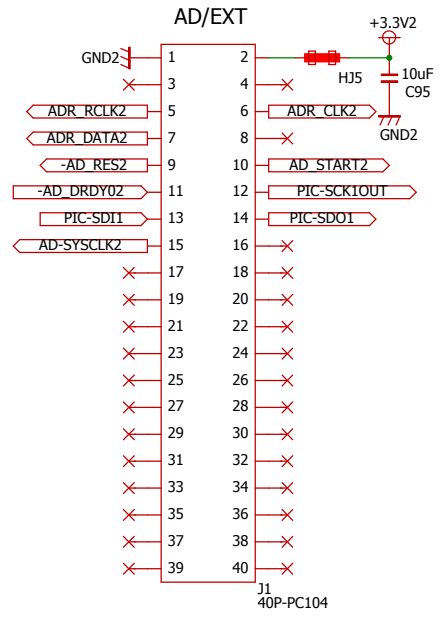 AD/EXT
+3.3V2
GND2 1 2
HJ5
10uF
C95
GND2
3 4
ADR_RCLK2 5 6 ADR_CLK2
ADR_DATA2 7 8
-AD_RES2 9 10 AD_START2
-AD_DRDY02 11 12 PIC-SCK1OUT
PIC-SDI1 13 14 PIC-SDO1
AD-SYSCLK2 15 16
17 18
19 20
21 22
23 24
25 26
27 28
29 30
31 32
33 34
35 36
37 38
39 40
J1
40P-PC104